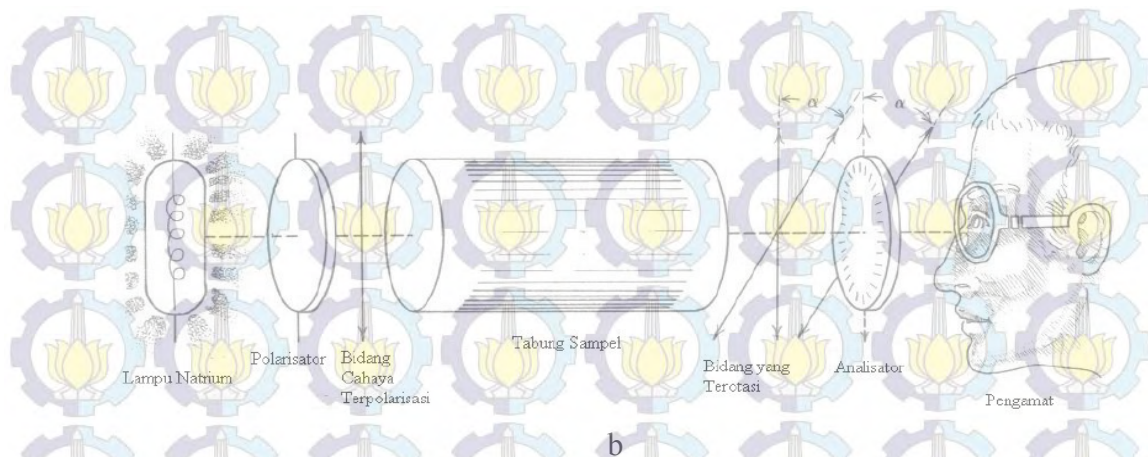 α
α
Lampu Natrium
Polarisator
Bidang
Cahaya
Terpolarisasi
Tabung Sampel
Bidang yang
Terotasi
Analisator
Pengamat
b